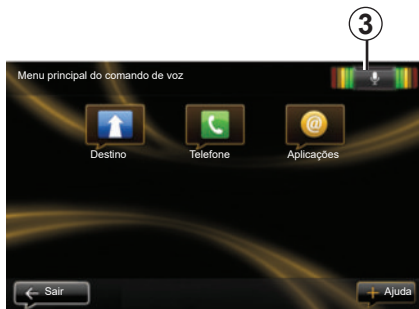 3
Menu principal do comando de voz
Destino
Telefone
@
Aplicações
Sair
+ Ajuda